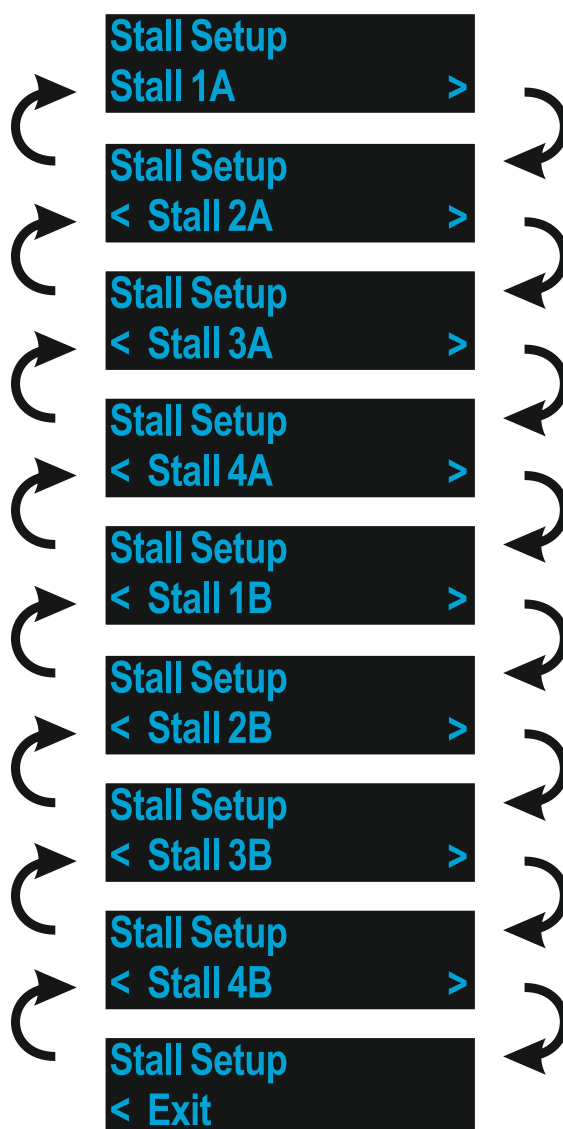 Stall Setup
Stall 1A >
Stall Setup
< Stall 2A >
Stall Setup
< Stall 3A >
Stall Setup
< Stall 4A >
Stall Setup
< Stall 1B >
Stall Setup
< Stall 2B >
Stall Setup
< Stall 3B >
Stall Setup
< Stall 4B >
Stall Setup
< Exit